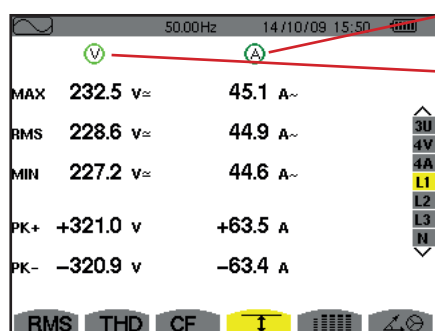 50.00Hz 14/10/09 15:50
V A
MAX 232.5 V≃ 45.1 A~
3U
RMS 228.6 V≃ 44.9 A~
4V
4A
MIN 227.2 V≃ 44.6 A~
L1
L2
L3
PK+ +321.0 V +63.5 A
N
PK− −320.9 V −63.4 A
RMS THD CF